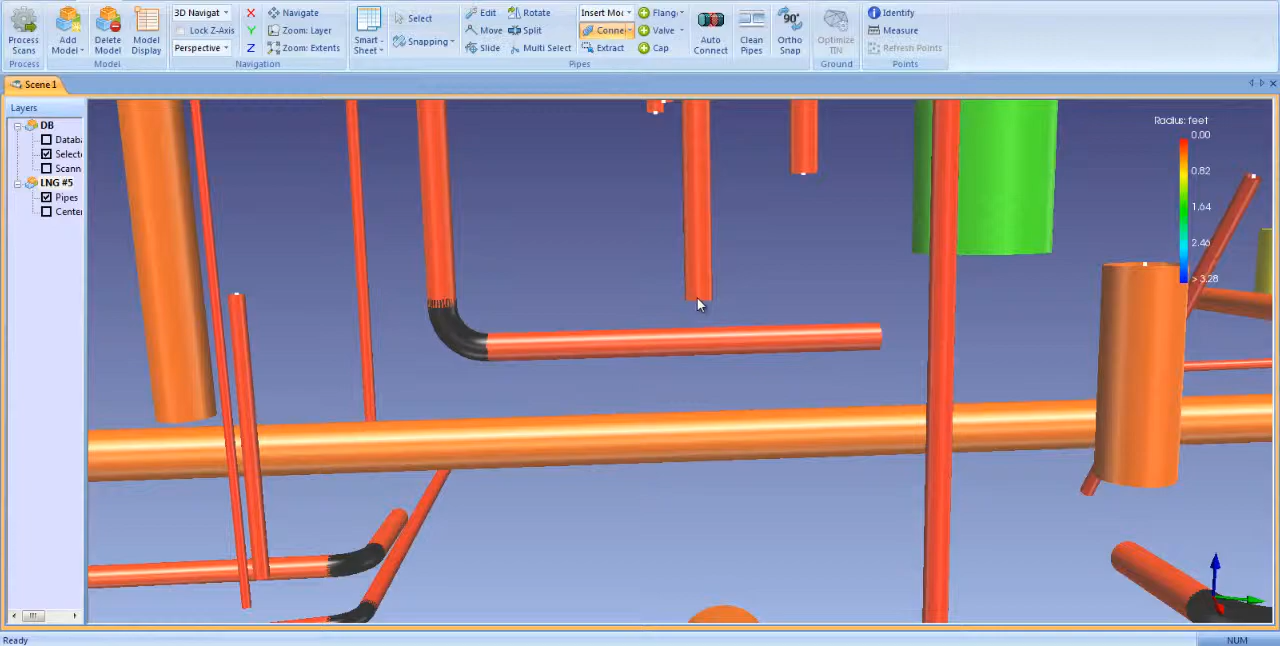 Process Scans
Process
Add Model
Delete Model
Model Display
Model
3D Navigat
Lock Z-Axis
Perspective
X
Y
Z
Navigate
Zoom: Layer
Zoom: Extents
Navigation
Smart - Sheet
Select
Snapping
Edit
Move
Slide
Rotate
Split
Multi Select
Insert Mo
Conne
Extract
Flang
Valve
Cap
Auto Connect
Clean Pipes
90°
Ortho Snap
Pipes
Optimize TIN
Ground
Identify
Measure
Refresh Points
Points
Scene 1
Layers
DB
Databa
Select
Scann
LNG #5
Pipes
Center
Radius: feet
0.00
0.82
1.64
2.46
> 3.28
Ready
NUM